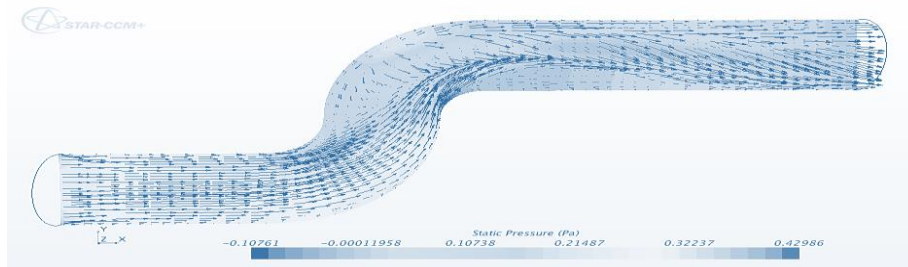 STAR-CCM+
Y
Z X
Static Pressure (Pa)
-0.10761 -0.00011958 0.10738 0.21487 0.32237 0.42986